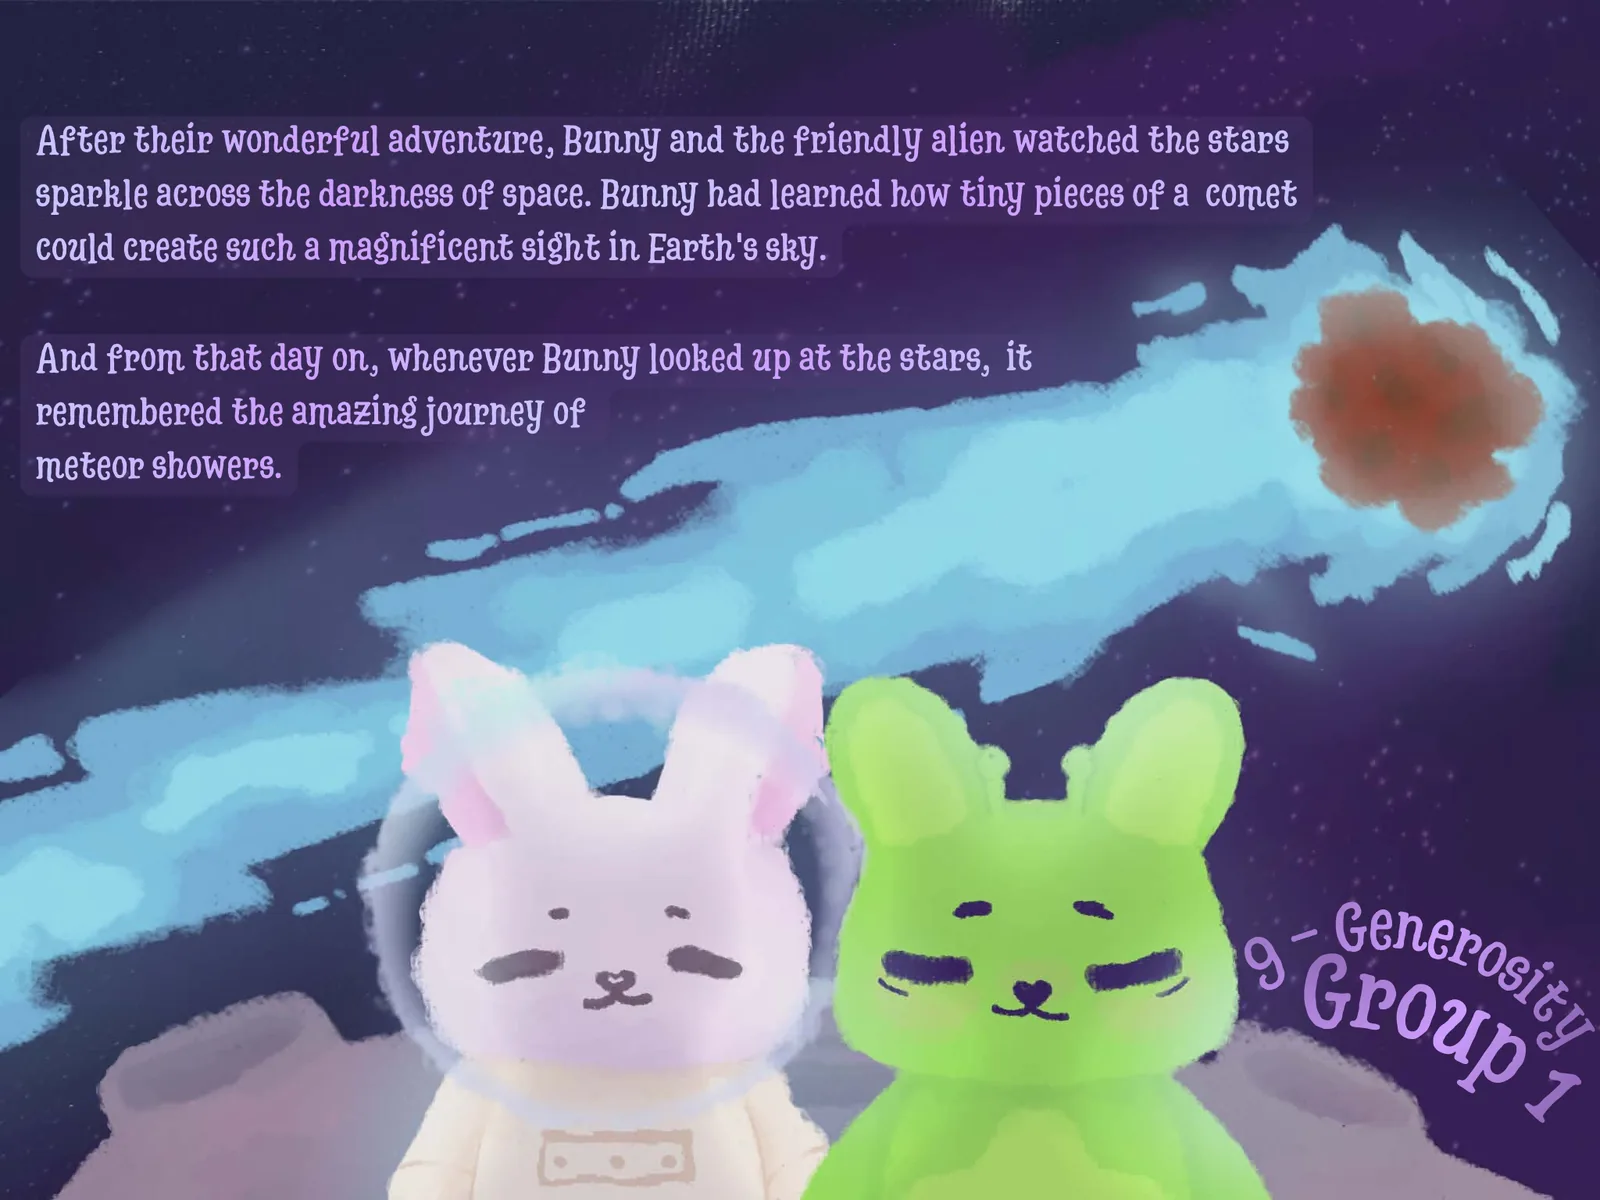 After their wonderful adventure, Bunny and the friendly alien watched the stars
sparkle across the darkness of space. Bunny had learned how tiny pieces of a comet
could create such a magnificent sight in Earth's sky.
And from that day on, whenever Bunny looked up at the stars, it
remembered the amazing journey of
meteor showers.
9 - Generosity
Group 1